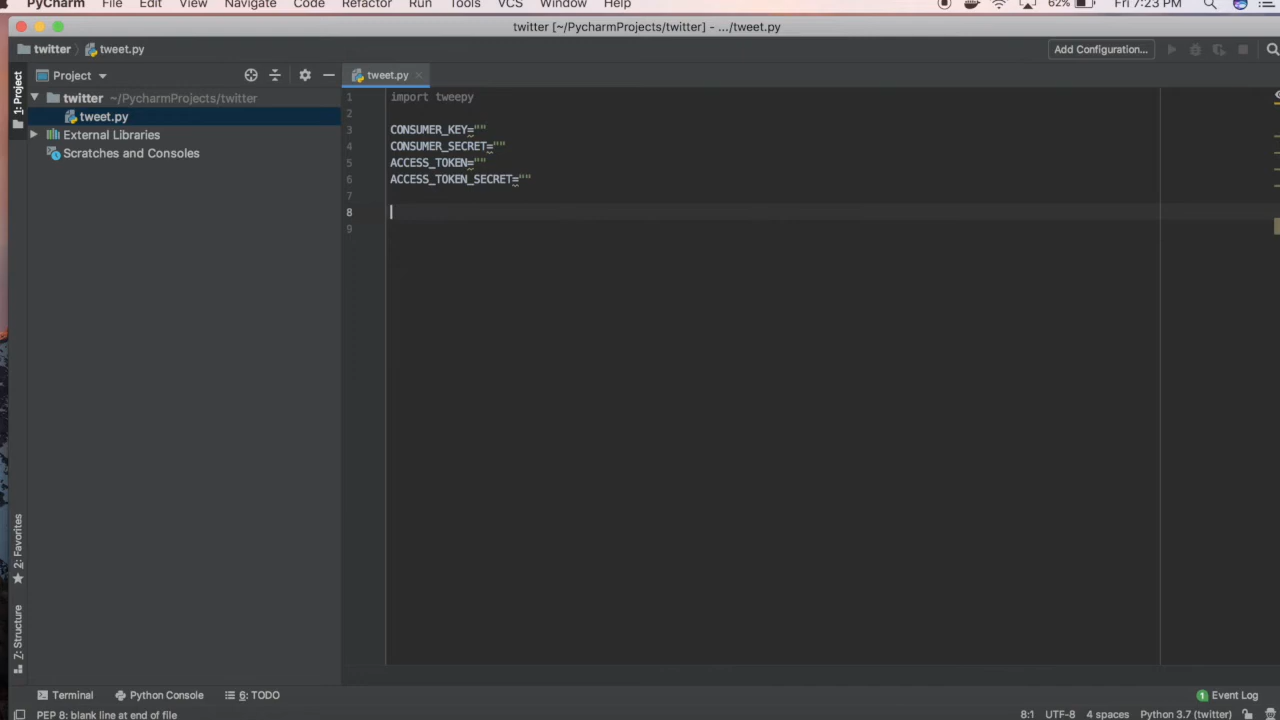 PyCharm File Edit View Navigate Code Refactor Run Tools VCS Window Help 62% Fri 7:23 PM
twitter [~/PycharmProjects/twitter] - .../tweet.py
twitter tweet.py Add Configuration...
1: Project
Project
tweet.py
twitter ~/PycharmProjects/twitter
tweet.py
External Libraries
Scratches and Consoles
1 import tweepy
2
3 CONSUMER_KEY=""
4 CONSUMER_SECRET=""
5 ACCESS_TOKEN=""
6 ACCESS_TOKEN_SECRET=""
7
8
9
2: Favorites
7: Structure
Terminal Python Console 6: TODO 1 Event Log
PEP 8: blank line at end of file 8:1 UTF-8 4 spaces Python 3.7 (twitter)